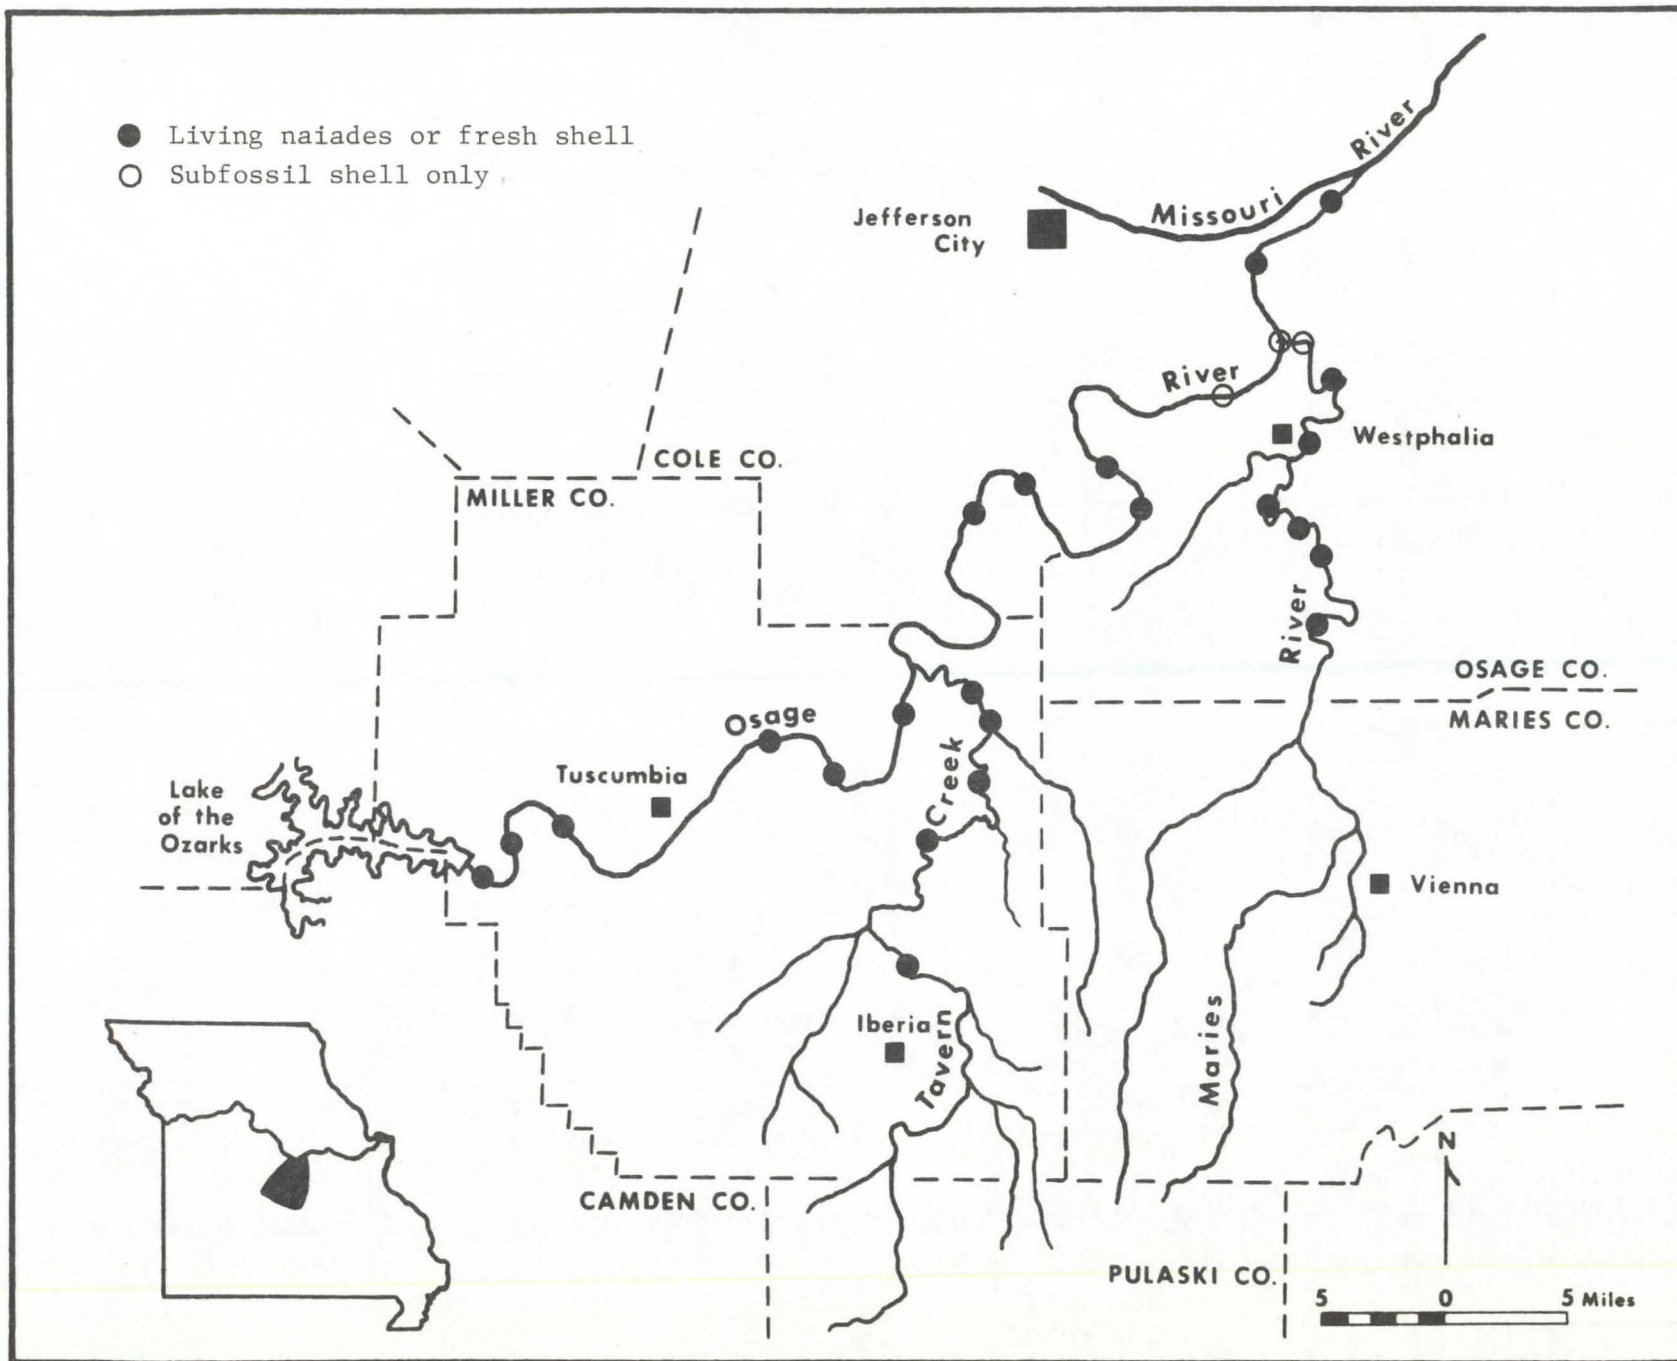 Living naiades or fresh shell
Subfossil shell only
Missouri River
Jefferson
City
River
Westphalia
COLE CO.
MILLER CO.
River
OSAGE CO.
MARIES CO.
Osage
Tuscumbia
Creek
Lake
of the
Ozarks
Vienna
Iberia
Tavern
Maries
N
CAMDEN CO.
PULASKI CO.
5 0 5 Miles